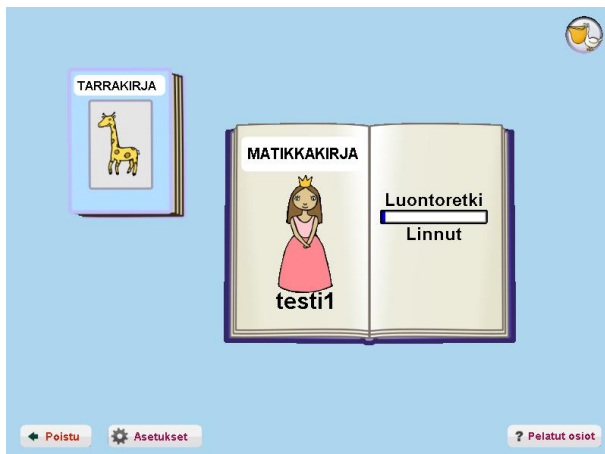 TARRAKIRJA
MATIKKAKIRJA
testi1
Luontoretki
Linnut
Poistu
Asetukset
? Pelatut osiot